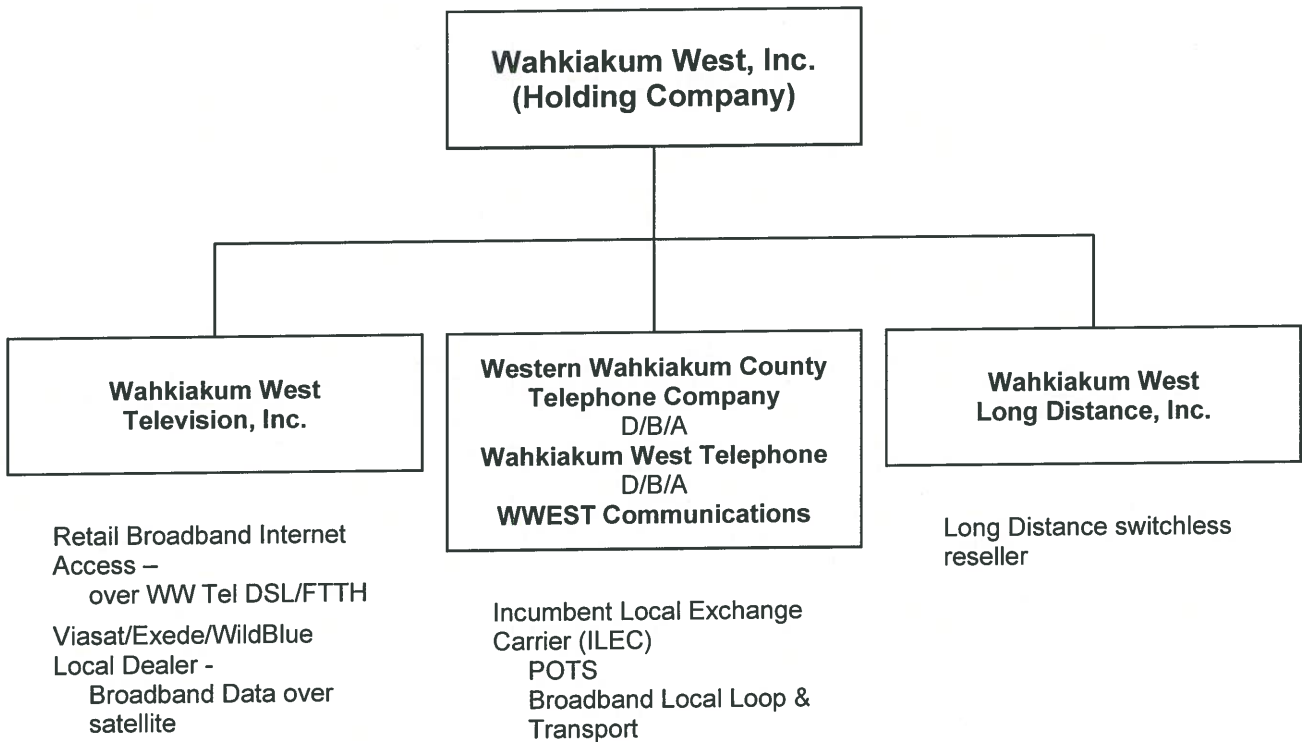 Wahkiakum West, Inc.
(Holding Company)
Wahkiakum West
Television, Inc.
Western Wahkiakum County
Telephone Company
D/B/A
Wahkiakum West Telephone
D/B/A
WWEST Communications
Wahkiakum West
Long Distance, Inc.
Retail Broadband Internet
Access –
over WW Tel DSL/FTTH
Viasat/Exede/WildBlue
Local Dealer -
Broadband Data over
satellite
Incumbent Local Exchange
Carrier (ILEC)
POTS
Broadband Local Loop &
Transport
Long Distance switchless
reseller